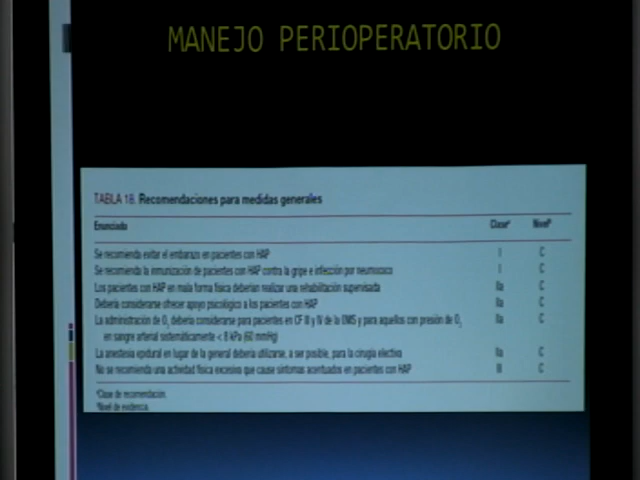 MANEJO PERIOPERATORIO
TABLA 18. Recomendaciones para medidas generales
Enunciado Claseª Nivelᵇ
Se recomienda evitar el embarazo en pacientes con HAP I C
Se recomienda la inmunización de pacientes con HAP contra la gripe e infección por neumococo I C
Los pacientes con HAP en mala forma física deberían realizar una rehabilitación supervisada IIa C
Debería considerarse ofrecer apoyo psicológico a los pacientes con HAP IIa C
La administración de O₂ debería considerarse para pacientes en CF III y IV de la OMS y para aquellos con presión de O₂ IIa C
en sangre arterial sistemáticamente < 8 kPa (60 mmHg)
La anestesia epidural en lugar de la general debería utilizarse, a ser posible, para la cirugía electiva IIa C
No se recomienda una actividad física excesiva que cause síntomas acentuados en pacientes con HAP III C
ªClase de recomendación.
ᵇNivel de evidencia.